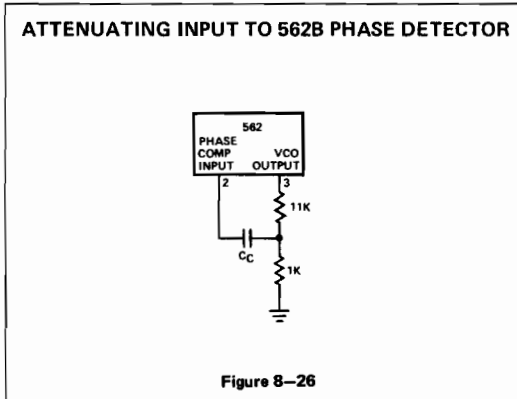 ATTENUATING INPUT TO 562B PHASE DETECTOR
562
PHASE
COMP VCO
INPUT OUTPUT
2 3
11K
CC
1K
Figure 8–26